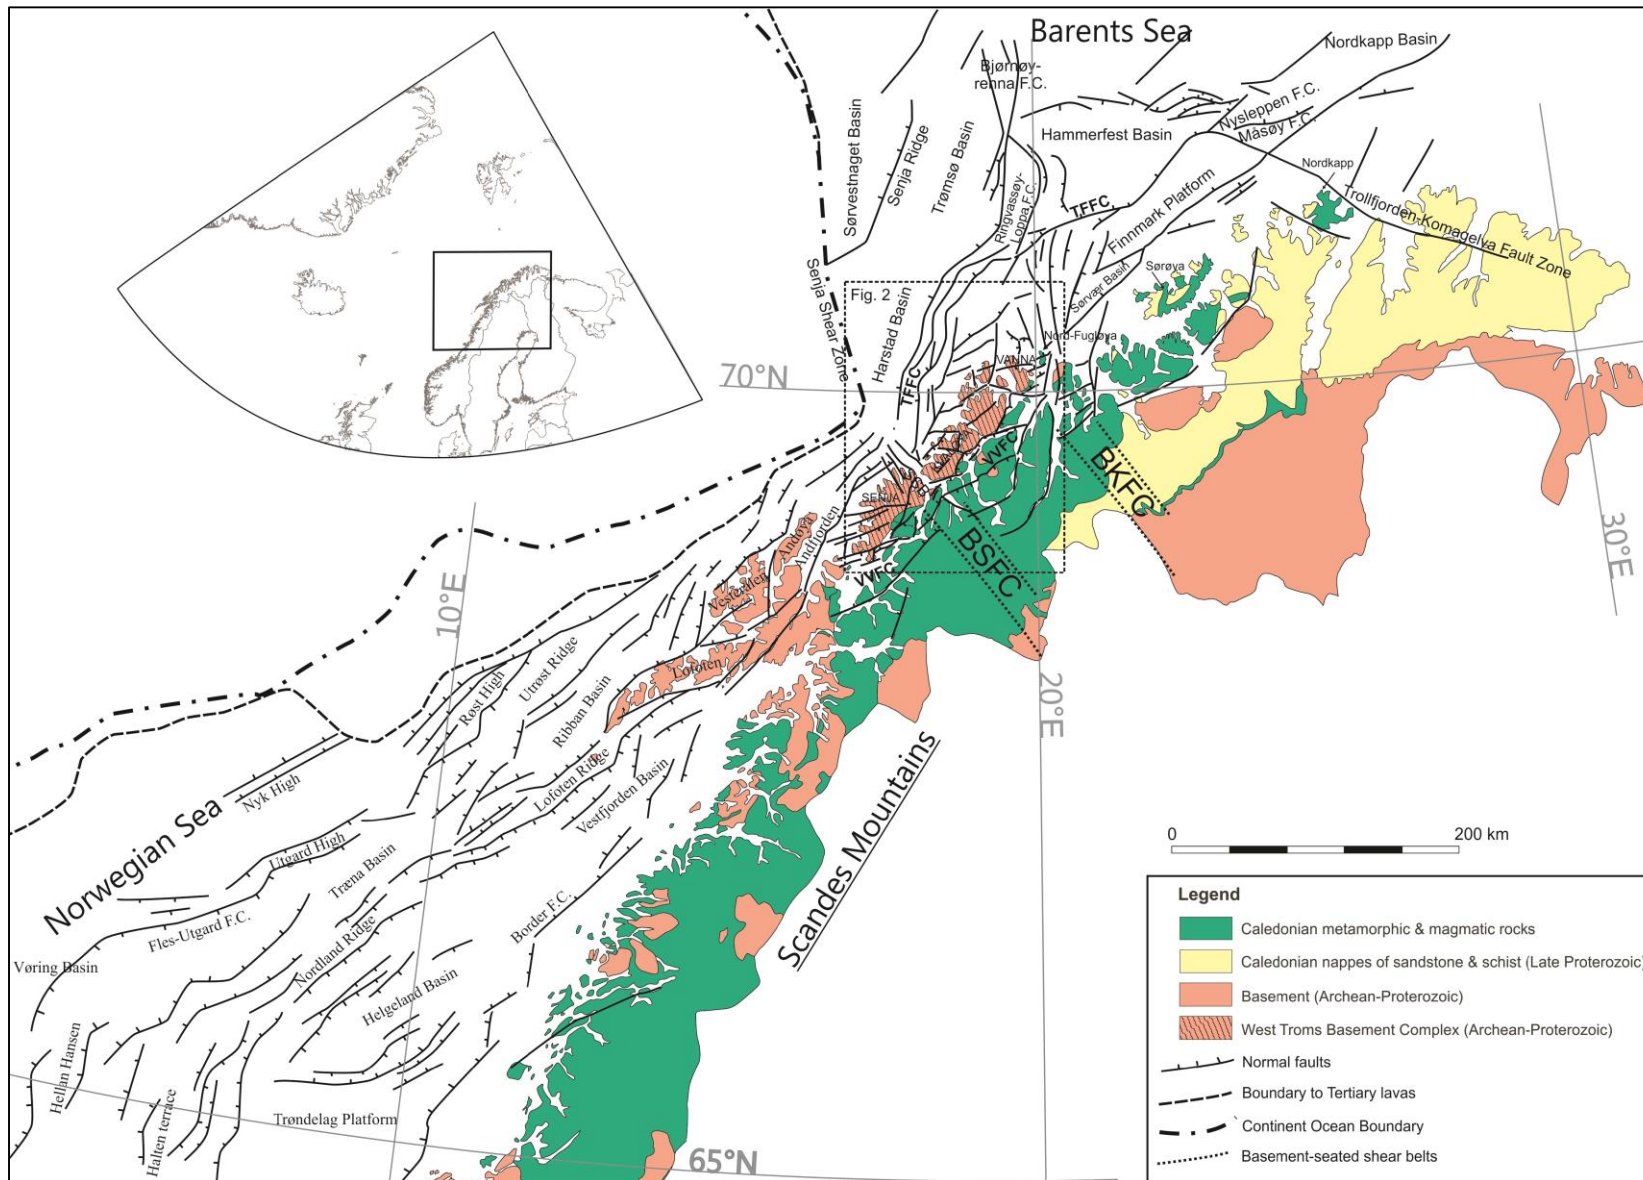 Barents Sea
Nordkapp Basin
Bjørnøy-
renna F.C.
Nysleppen F.C.
Måsøy F.C.
Hammerfest Basin
Sørvestnaget Basin
Senja Ridge
Trømsø Basin
Ringvassøy-
Loppa F.C.
TFFC
Finnmark Platform
Nordkapp
Trollfjorden-Komagelva Fault Zone
Sørøya
Sørvær Basin
Senja Shear Zone
Fig. 2
Harstad Basin
Nord-Fugløya
VANNA
70°N
TFFC
VVFC
BKFC
SENJA
BSFC
VVFC
30°E
Andøya
Andfjorden
Vesterålen
10°E
Lofoten
20°E
Utrøst Ridge
Røst High
Ribban Basin
Lofoten Ridge
Vestfjorden Basin
Nyk High
Norwegian Sea
Utgard High
Træna Basin
Scandes Mountains
Fles-Utgard F.C.
Border F.C.
Nordland Ridge
Vøring Basin
Helgeland Basin
Hellan Hansen
Halten terrace
Trøndelag Platform
65°N
0 200 km
Legend
Caledonian metamorphic & magmatic rocks
Caledonian nappes of sandstone & schist (Late Proterozoic)
Basement (Archean-Proterozoic)
West Troms Basement Complex (Archean-Proterozoic)
Normal faults
Boundary to Tertiary lavas
Continent Ocean Boundary
Basement-seated shear belts